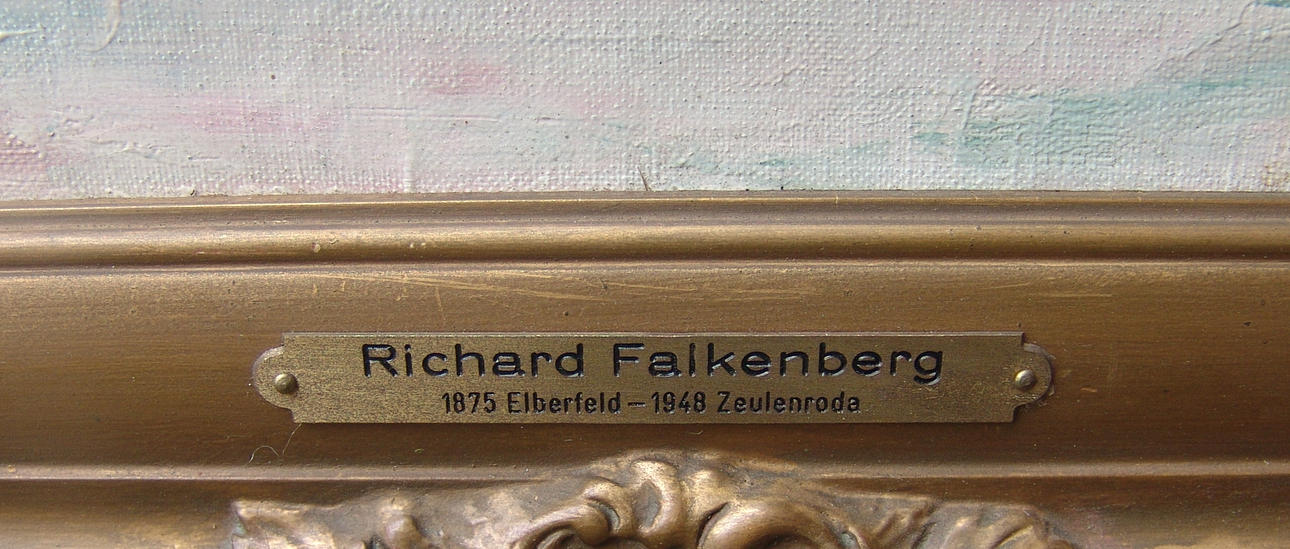 Richard Falkenberg
1875 Elberfeld – 1948 Zeulenroda